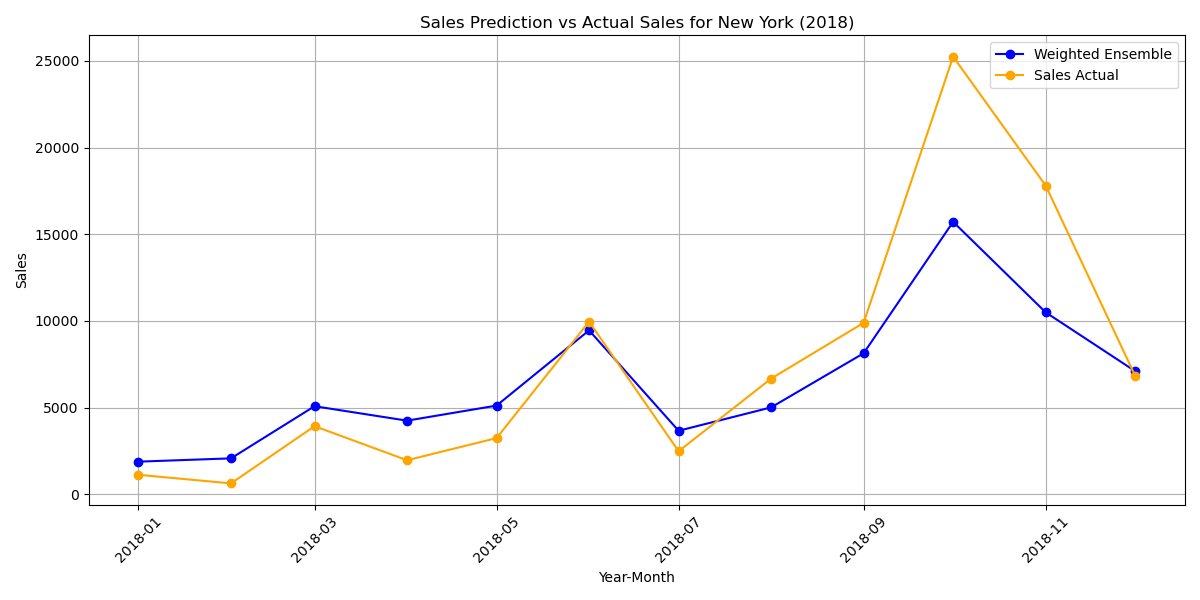 Sales Prediction vs Actual Sales for New York (2018)
Weighted Ensemble
Sales Actual
25000
20000
15000
10000
5000
0
Sales
2018-01
2018-03
2018-05
2018-07
2018-09
2018-11
Year-Month